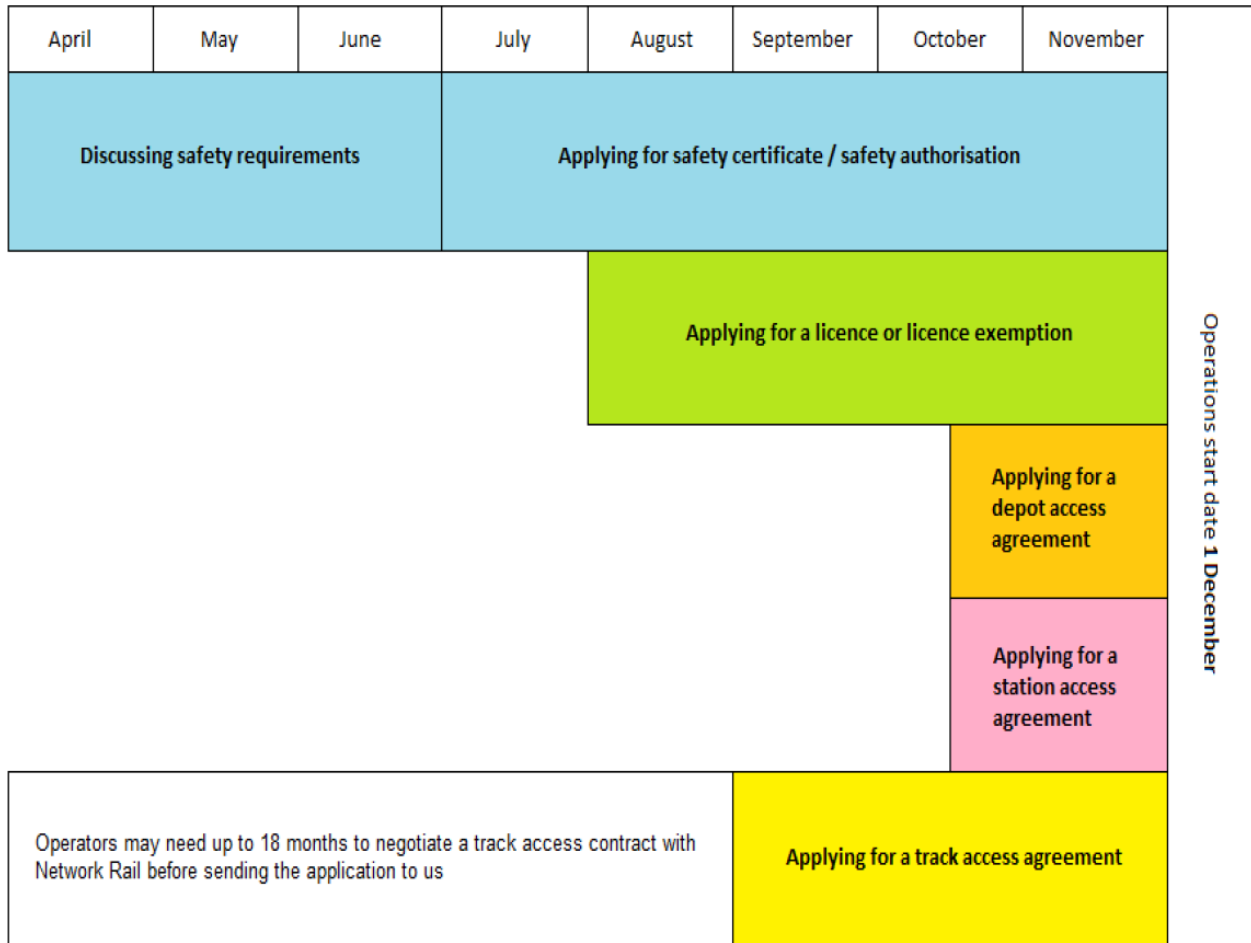 April
May
June
July
August
September
October
November
Discussing safety requirements
Applying for safety certificate / safety authorisation
Applying for a licence or licence exemption
Applying for a
depot access
agreement
Applying for a
station access
agreement
Operators may need up to 18 months to negotiate a track access contract with
Network Rail before sending the application to us
Applying for a track access agreement
Operations start date 1 December